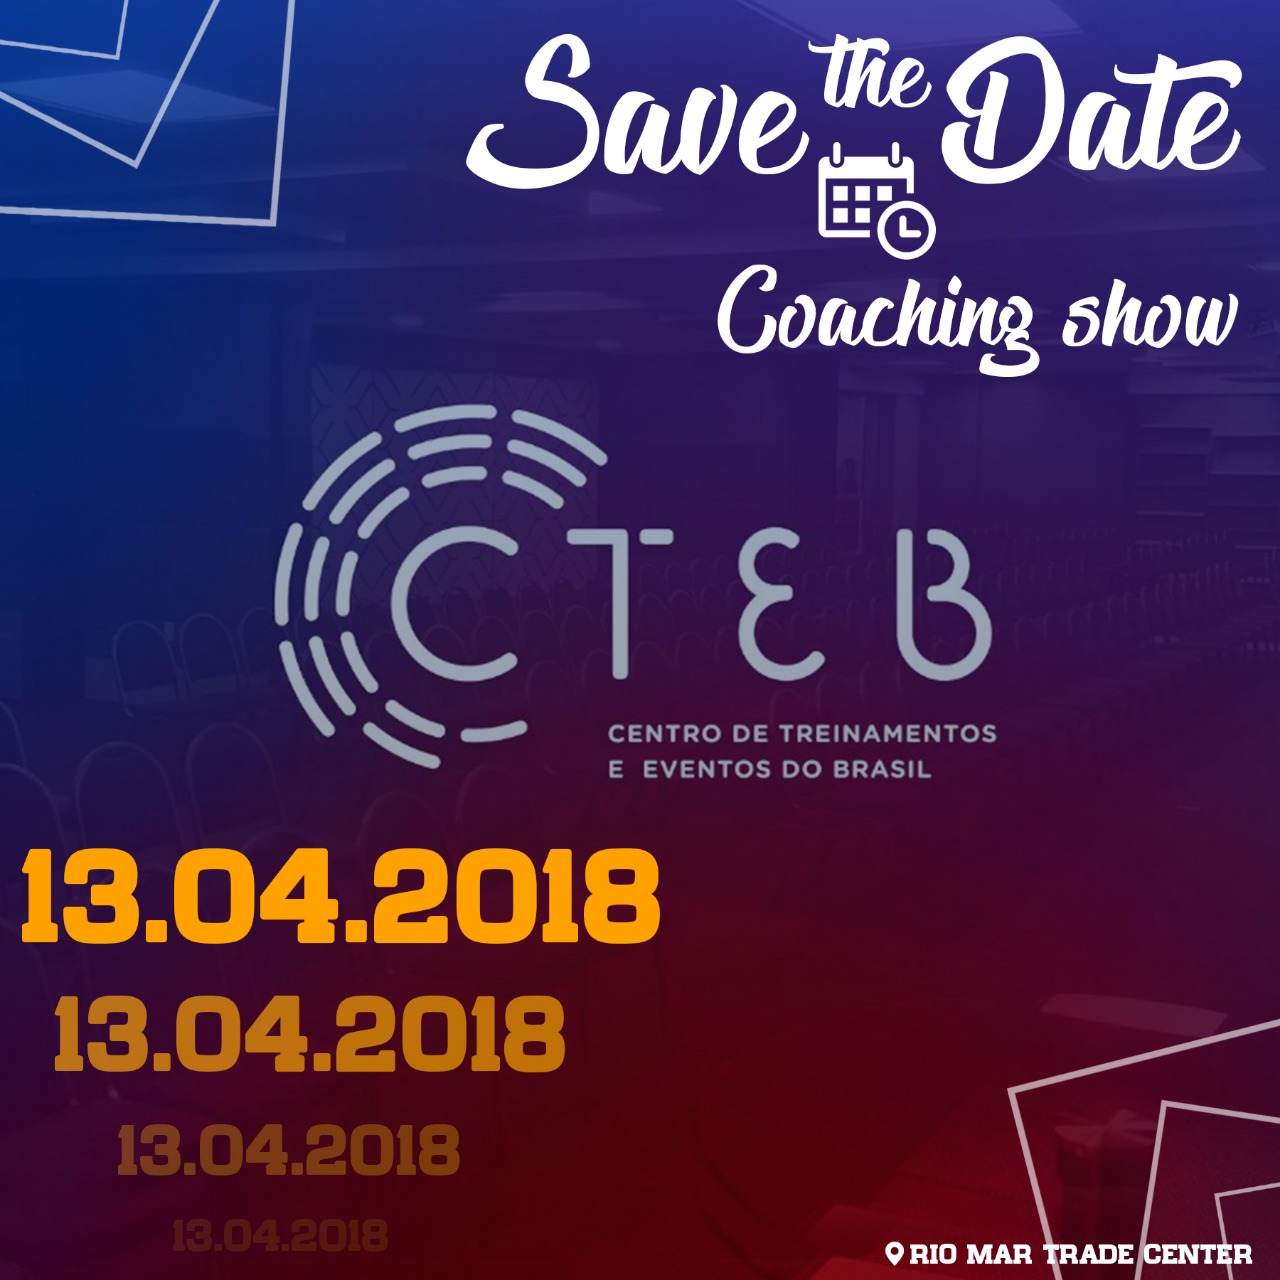 Save the Date
Coaching show
CTEB
CENTRO DE TREINAMENTOS
E EVENTOS DO BRASIL
13.04.2018
13.04.2018
13.04.2018
13.04.2018
RIO MAR TRADE CENTER